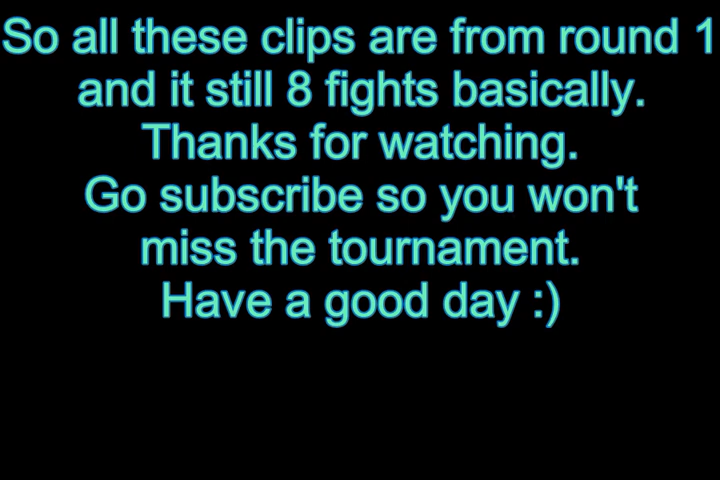 So all these clips are from round 1
and it still 8 fights basically.
Thanks for watching.
Go subscribe so you won't
miss the tournament.
Have a good day :)